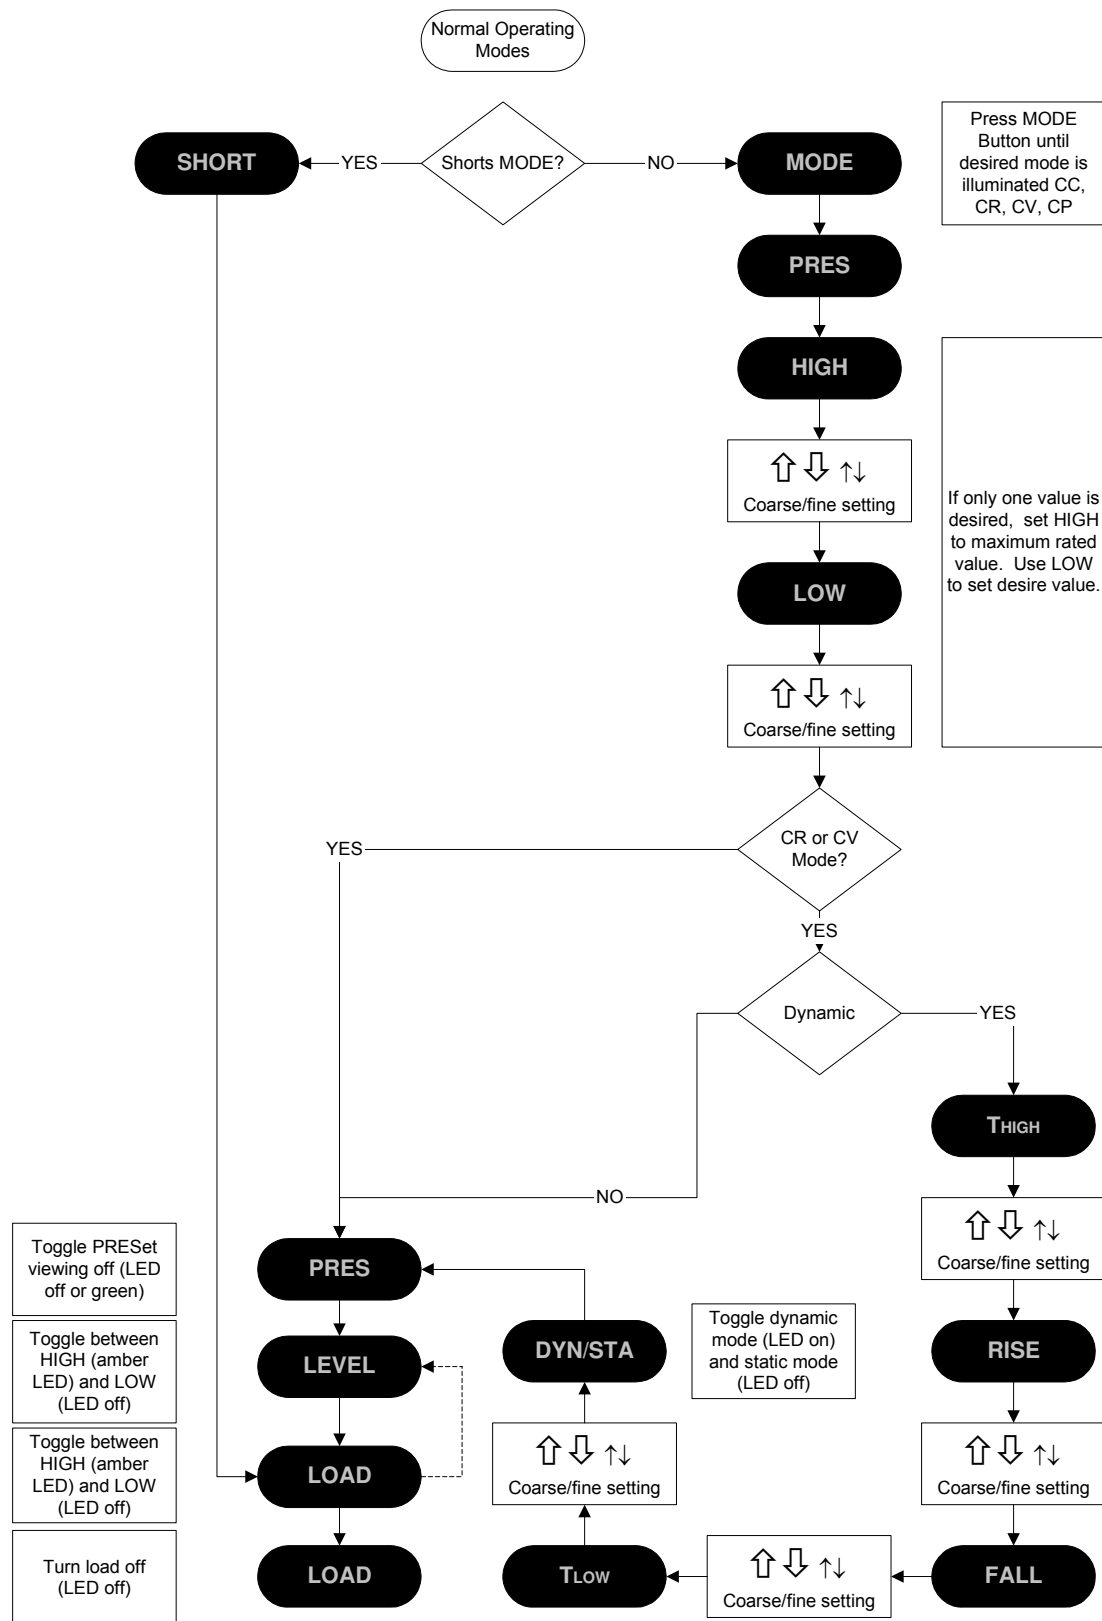 Normal Operating
Modes
SHORT
YES
Shorts MODE?
NO
MODE
Press MODE
Button until
desired mode is
illuminated CC,
CR, CV, CP
PRES
HIGH
⇧ ⇩ ↑↓
Coarse/fine setting
If only one value is
desired, set HIGH
to maximum rated
value. Use LOW
to set desire value.
LOW
⇧ ⇩ ↑↓
Coarse/fine setting
CR or CV
Mode?
YES
YES
Dynamic
YES
THIGH
NO
⇧ ⇩ ↑↓
Coarse/fine setting
Toggle PRESet
viewing off (LED
off or green)
PRES
Toggle between
HIGH (amber
LED) and LOW
(LED off)
LEVEL
DYN/STA
Toggle dynamic
mode (LED on)
and static mode
(LED off)
RISE
Toggle between
HIGH (amber
LED) and LOW
(LED off)
LOAD
⇧ ⇩ ↑↓
Coarse/fine setting
⇧ ⇩ ↑↓
Coarse/fine setting
Turn load off
(LED off)
LOAD
TLOW
⇧ ⇩ ↑↓
Coarse/fine setting
FALL